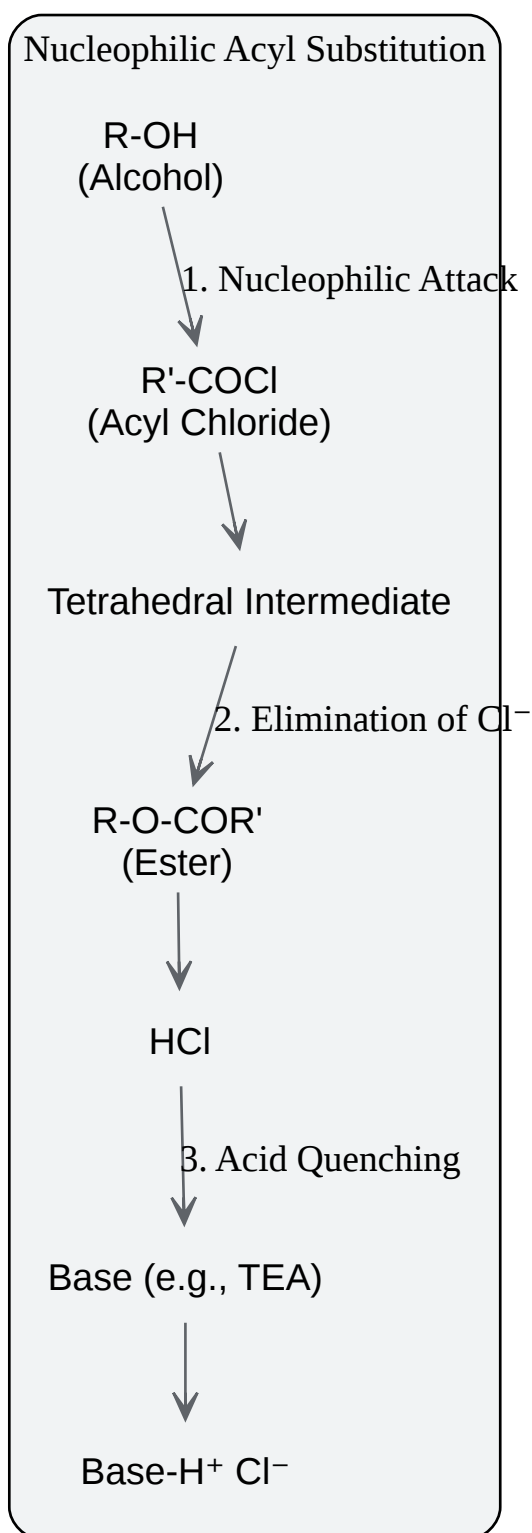 Nucleophilic Acyl Substitution
R-OH
(Alcohol)
1. Nucleophilic Attack
R'-COCl
(Acyl Chloride)
Tetrahedral Intermediate
2. Elimination of Cl⁻
R-O-COR'
(Ester)
HCl
3. Acid Quenching
Base (e.g., TEA)
Base-H⁺ Cl⁻